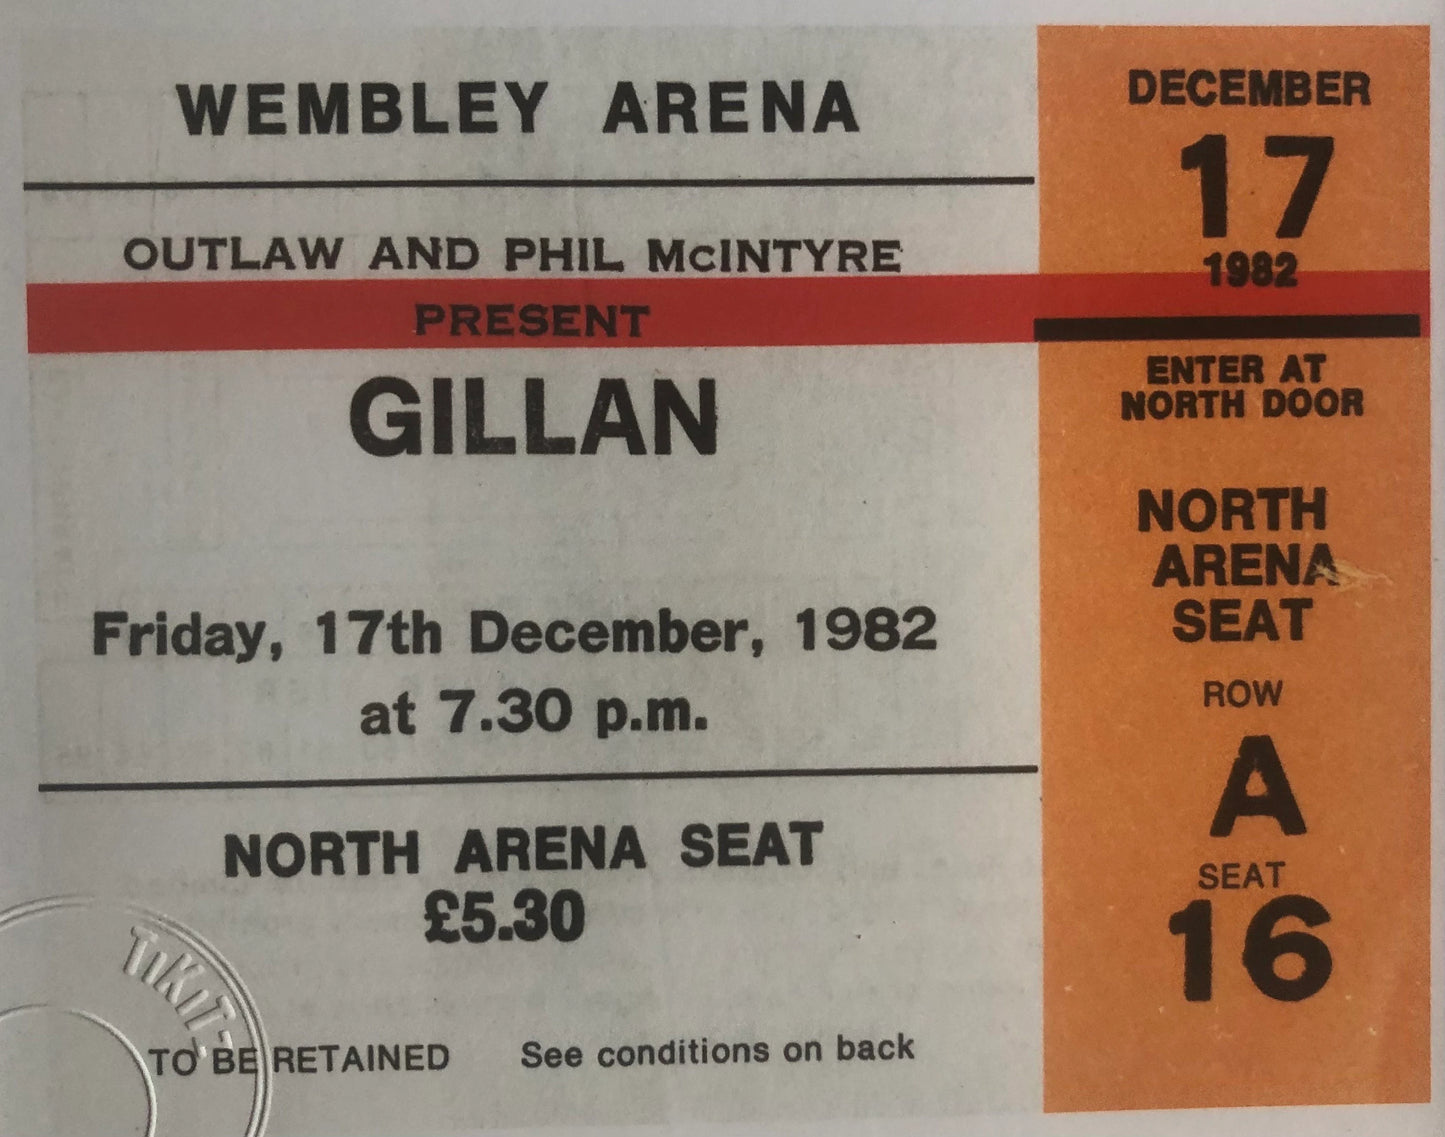 WEMBLEY ARENA
OUTLAW AND PHIL McINTYRE
PRESENT
GILLAN
Friday, 17th December, 1982
at 7.30 p.m.
NORTH ARENA SEAT
£5.30
TO BE RETAINED See conditions on back
TIKIT
DECEMBER
17
1982
ENTER AT
NORTH DOOR
NORTH
ARENA
SEAT
ROW
A
SEAT
16